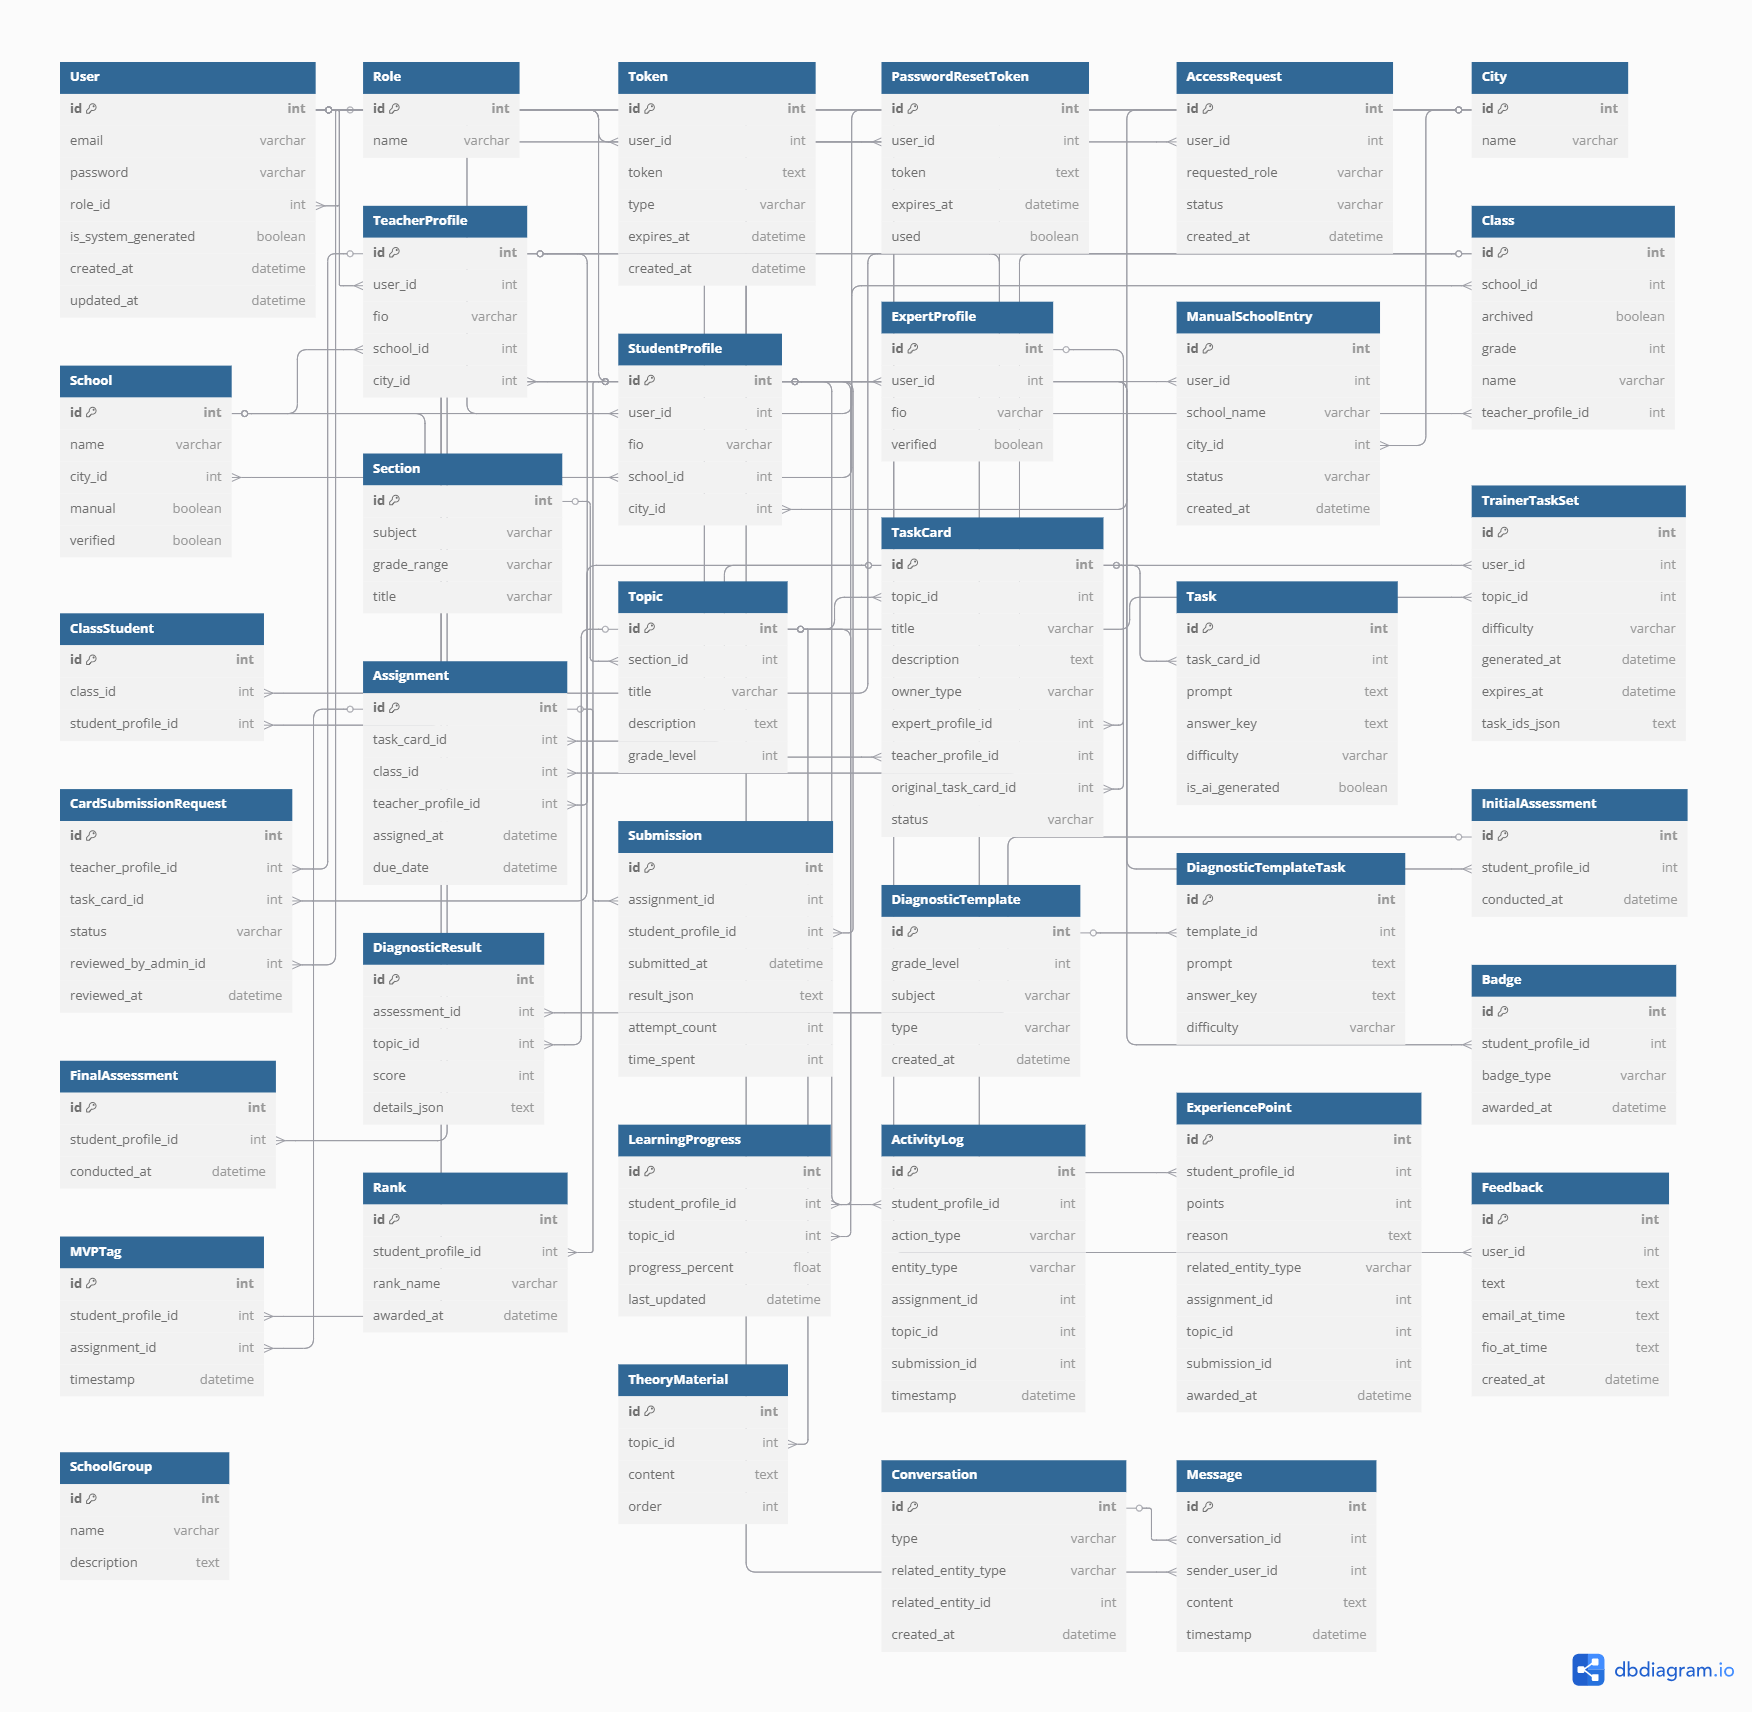 User
id int
email varchar
password varchar
role_id int
is_system_generated boolean
created_at datetime
updated_at datetime
Role
id int
name varchar
Token
id int
user_id int
token text
type varchar
expires_at datetime
created_at datetime
PasswordResetToken
id int
user_id int
token text
expires_at datetime
used boolean
AccessRequest
id int
user_id int
requested_role varchar
status varchar
created_at datetime
City
id int
name varchar
TeacherProfile
id int
user_id int
fio varchar
school_id int
city_id int
Class
id int
school_id int
archived boolean
grade int
name varchar
teacher_profile_id int
ExpertProfile
id int
user_id int
fio varchar
verified boolean
ManualSchoolEntry
id int
user_id int
school_name varchar
city_id int
status varchar
created_at datetime
StudentProfile
id int
user_id int
fio varchar
school_id int
city_id int
School
id int
name varchar
city_id int
manual boolean
verified boolean
Section
id int
subject varchar
grade_range varchar
title varchar
TrainerTaskSet
id int
user_id int
topic_id int
difficulty varchar
generated_at datetime
expires_at datetime
task_ids_json text
TaskCard
id int
topic_id int
title varchar
description text
owner_type varchar
expert_profile_id int
teacher_profile_id int
original_task_card_id int
status varchar
Topic
id int
section_id int
title varchar
description text
grade_level int
Task
id int
task_card_id int
prompt text
answer_key text
difficulty varchar
is_ai_generated boolean
ClassStudent
id int
class_id int
student_profile_id int
Assignment
id int
task_card_id int
class_id int
teacher_profile_id int
assigned_at datetime
due_date datetime
CardSubmissionRequest
id int
teacher_profile_id int
task_card_id int
status varchar
reviewed_by_admin_id int
reviewed_at datetime
InitialAssessment
id int
student_profile_id int
conducted_at datetime
Submission
id int
assignment_id int
student_profile_id int
submitted_at datetime
result_json text
attempt_count int
time_spent int
DiagnosticTemplateTask
id int
template_id int
prompt text
answer_key text
difficulty varchar
DiagnosticTemplate
id int
grade_level int
subject varchar
type varchar
created_at datetime
DiagnosticResult
id int
assessment_id int
topic_id int
score int
details_json text
Badge
id int
student_profile_id int
badge_type varchar
awarded_at datetime
FinalAssessment
id int
student_profile_id int
conducted_at datetime
ExperiencePoint
id int
student_profile_id int
points int
reason text
related_entity_type varchar
assignment_id int
topic_id int
submission_id int
awarded_at datetime
LearningProgress
id int
student_profile_id int
topic_id int
progress_percent float
last_updated datetime
ActivityLog
id int
student_profile_id int
action_type varchar
entity_type varchar
assignment_id int
topic_id int
submission_id int
timestamp datetime
Rank
id int
student_profile_id int
rank_name varchar
awarded_at datetime
Feedback
id int
user_id int
text text
email_at_time text
fio_at_time text
created_at datetime
MVPTag
id int
student_profile_id int
assignment_id int
timestamp datetime
TheoryMaterial
id int
topic_id int
content text
order int
SchoolGroup
id int
name varchar
description text
Conversation
id int
type varchar
related_entity_type varchar
related_entity_id int
created_at datetime
Message
id int
conversation_id int
sender_user_id int
content text
timestamp datetime
dbdiagram.io